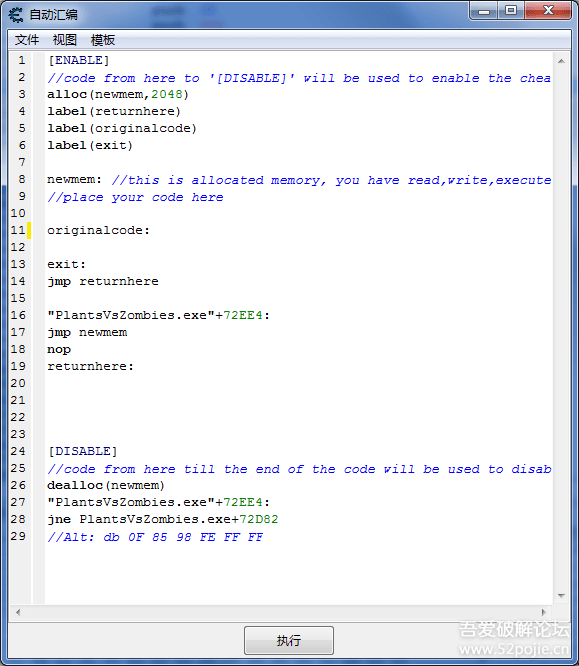 自动汇编
文件 视图 模板
1 [ENABLE]
2 //code from here to '[DISABLE]' will be used to enable the chea
3 alloc(newmem,2048)
4 label(returnhere)
5 label(originalcode)
6 label(exit)
7
8 newmem: //this is allocated memory, you have read,write,execute
9 //place your code here
10
11 originalcode:
12
13 exit:
14 jmp returnhere
15
16 "PlantsVsZombies.exe"+72EE4:
17 jmp newmem
18 nop
19 returnhere:
20
21
22
23
24 [DISABLE]
25 //code from here till the end of the code will be used to disab
26 dealloc(newmem)
27 "PlantsVsZombies.exe"+72EE4:
28 jne PlantsVsZombies.exe+72D82
29 //Alt: db 0F 85 98 FE FF FF
执行
吾爱破解论坛
www.52pojie.cn